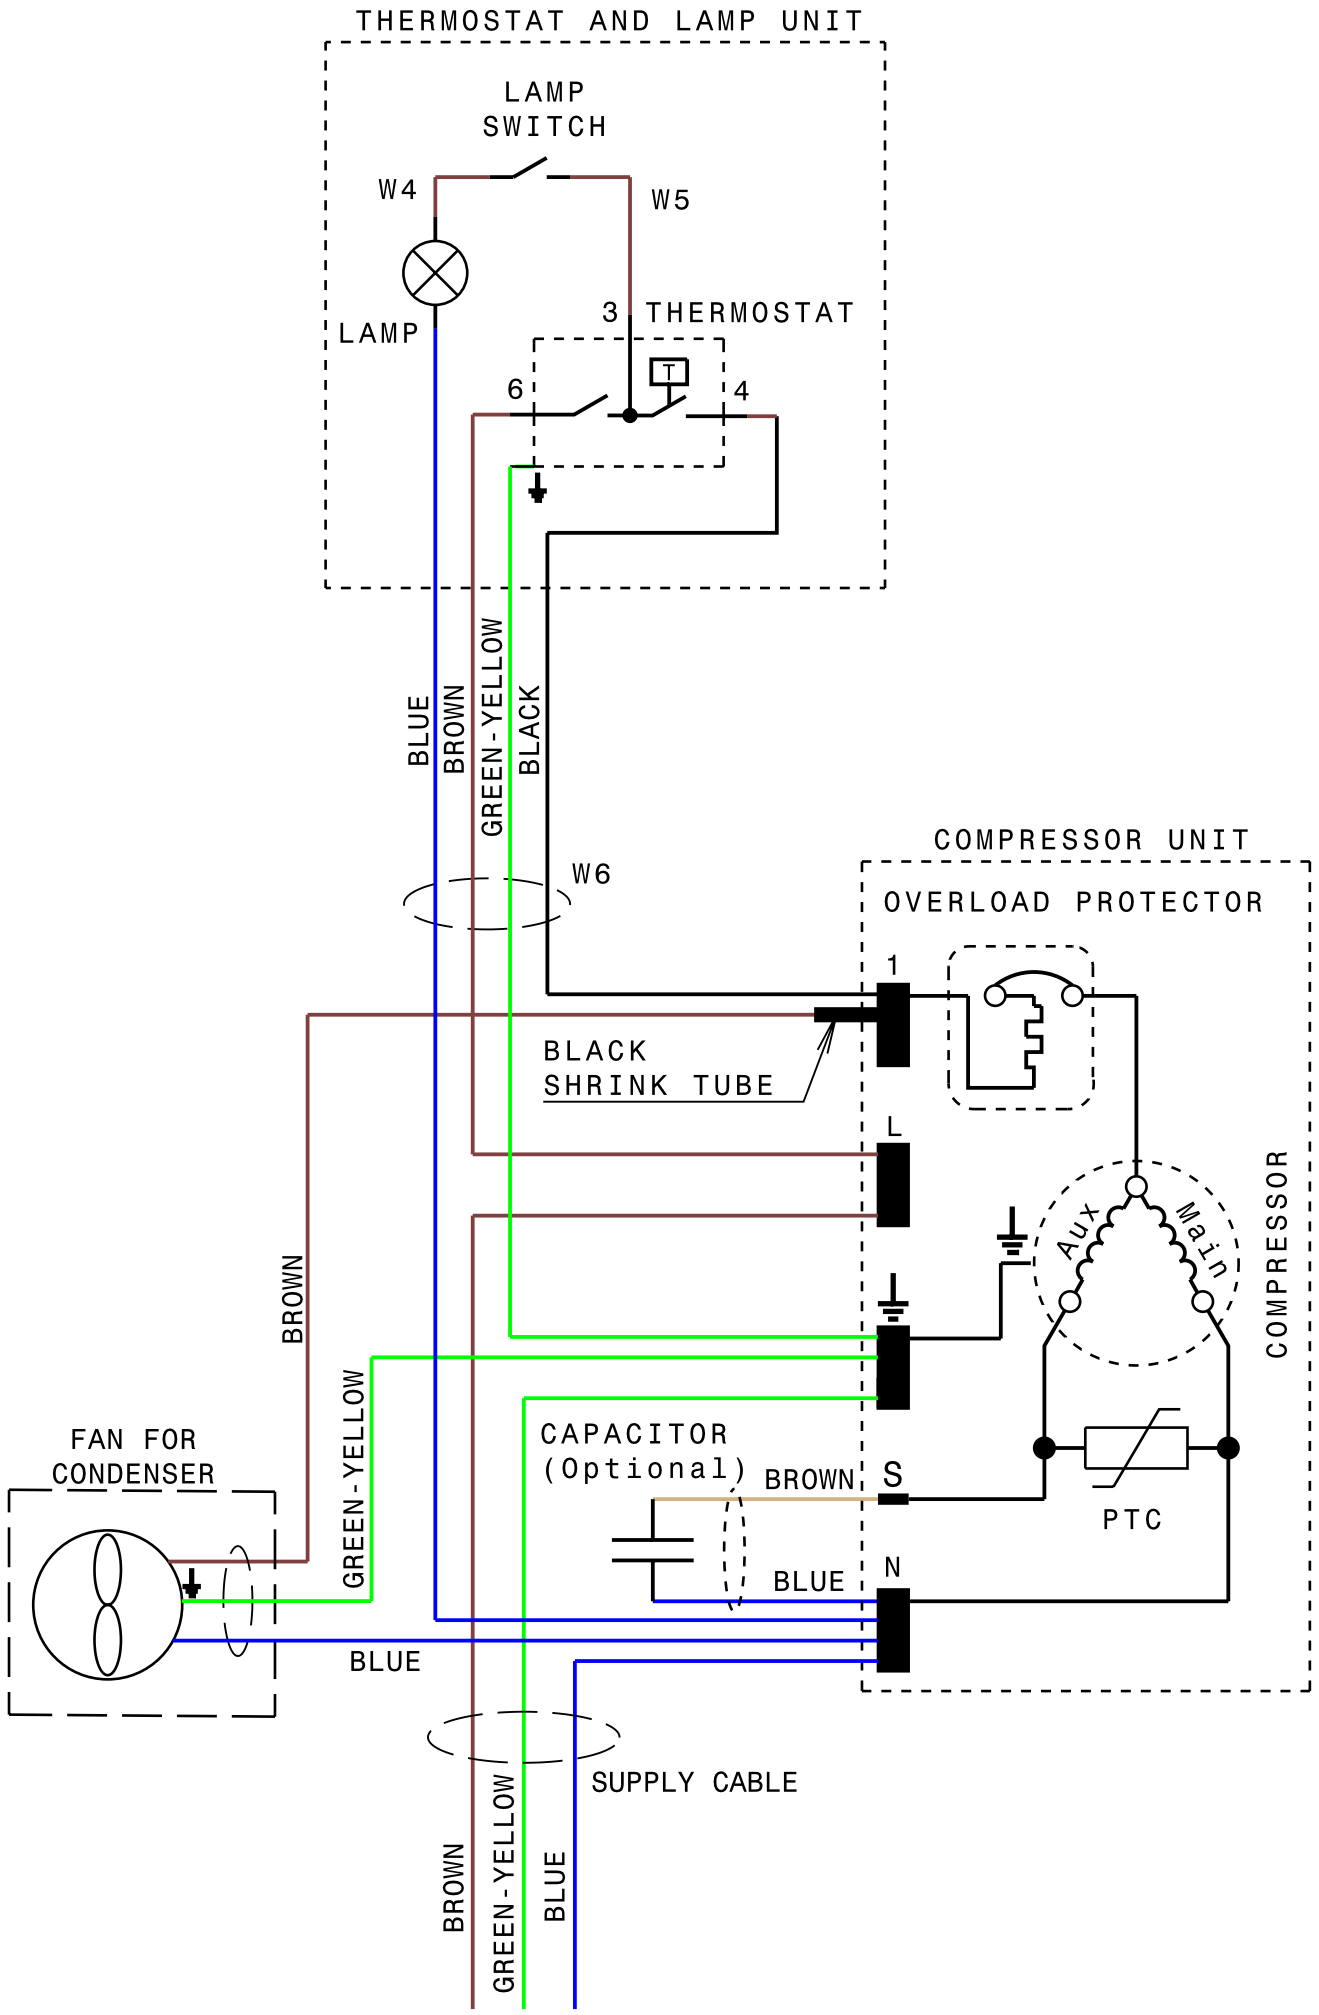 THERMOSTAT AND LAMP UNIT
LAMP
SWITCH
W4
W5
LAMP
3
THERMOSTAT
T
6
4
BLUE
BROWN
GREEN-YELLOW
BLACK
W6
COMPRESSOR UNIT
OVERLOAD PROTECTOR
1
BLACK
SHRINK TUBE
L
Aux
Main
COMPRESSOR
BROWN
GREEN-YELLOW
FAN FOR
CONDENSER
CAPACITOR
(Optional)
BROWN
S
PTC
BLUE
N
BLUE
SUPPLY CABLE
BROWN
GREEN-YELLOW
BLUE